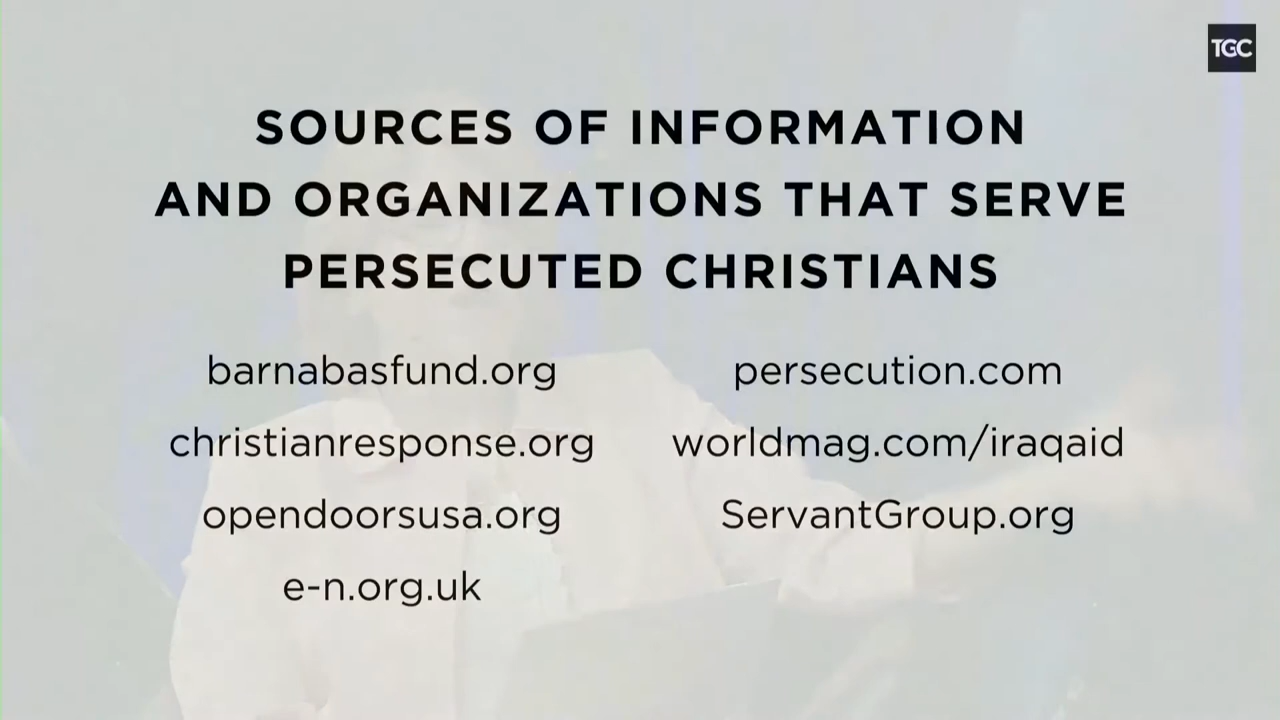 TGC
SOURCES OF INFORMATION
AND ORGANIZATIONS THAT SERVE
PERSECUTED CHRISTIANS
barnabasfund.org
christianresponse.org
opendoorsusa.org
e-n.org.uk
persecution.com
worldmag.com/iraqaid
ServantGroup.org